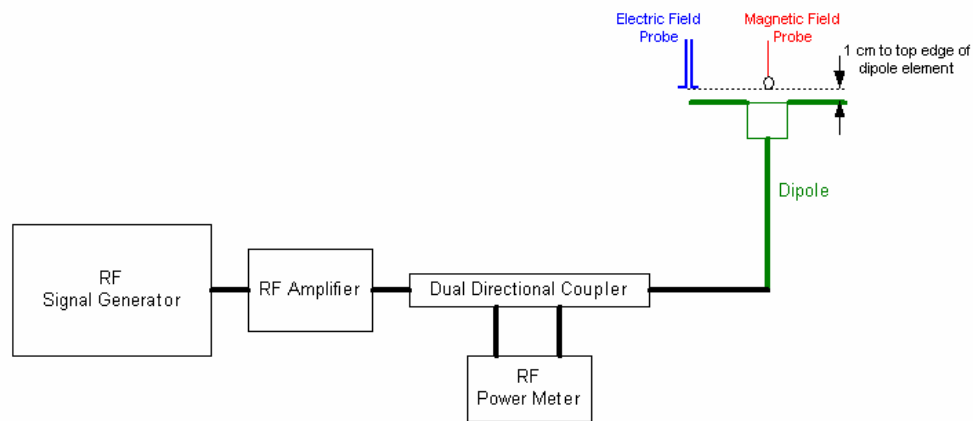 Electric Field
Probe
Magnetic Field
Probe
1 cm to top edge of
dipole element
Dipole
RF
Signal Generator
RF Amplifier
Dual Directional Coupler
RF
Power Meter